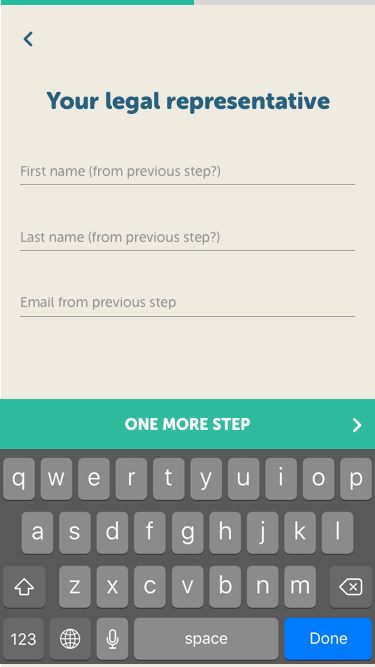 Your legal representative
First name (from previous step?)
Last name (from previous step?)
Email from previous step
ONE MORE STEP
q w e r t y u i o p
a s d f g h j k l
z x c v b n m
123 space Done